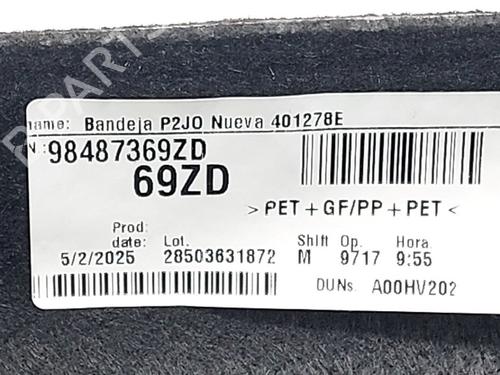 name: Bandeja P2JO Nueva 401278E
N: 98487369ZD
69ZD
> PET + GF/PP + PET <
Prod: Lot. Shift Op. Hora
date:
5/2/2025 28503631872 M 9717 9:55
DUNs A00HV202